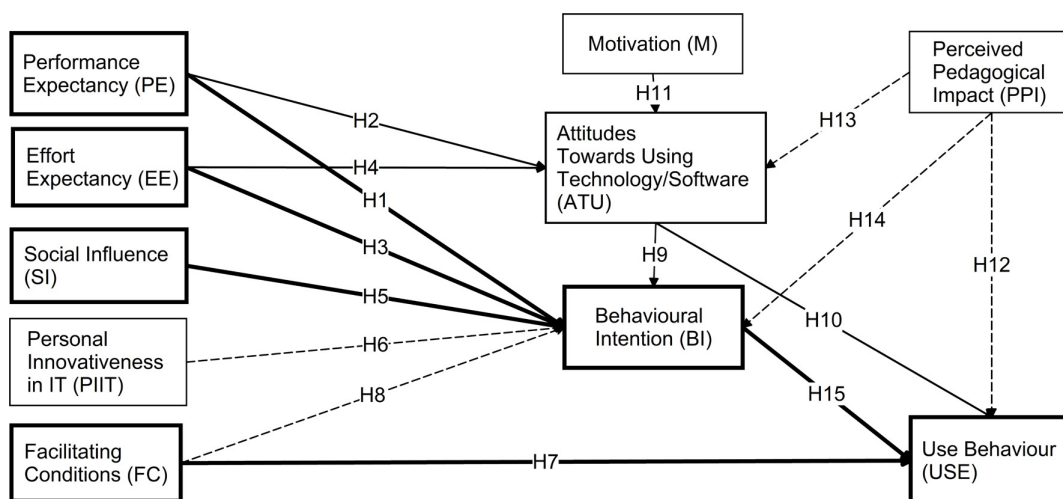 Performance
Expectancy (PE)
Motivation (M)
Perceived
Pedagogical
Impact (PPI)
H11
H2
H13
Effort
Expectancy (EE)
H4
Attitudes
Towards Using
Technology/Software
(ATU)
H1
H14
Social Influence
(SI)
H3
H9
H12
H5
Behavioural
Intention (BI)
H10
Personal
Innovativeness
in IT (PIIT)
H6
H8
H15
Facilitating
Conditions (FC)
H7
Use Behaviour
(USE)